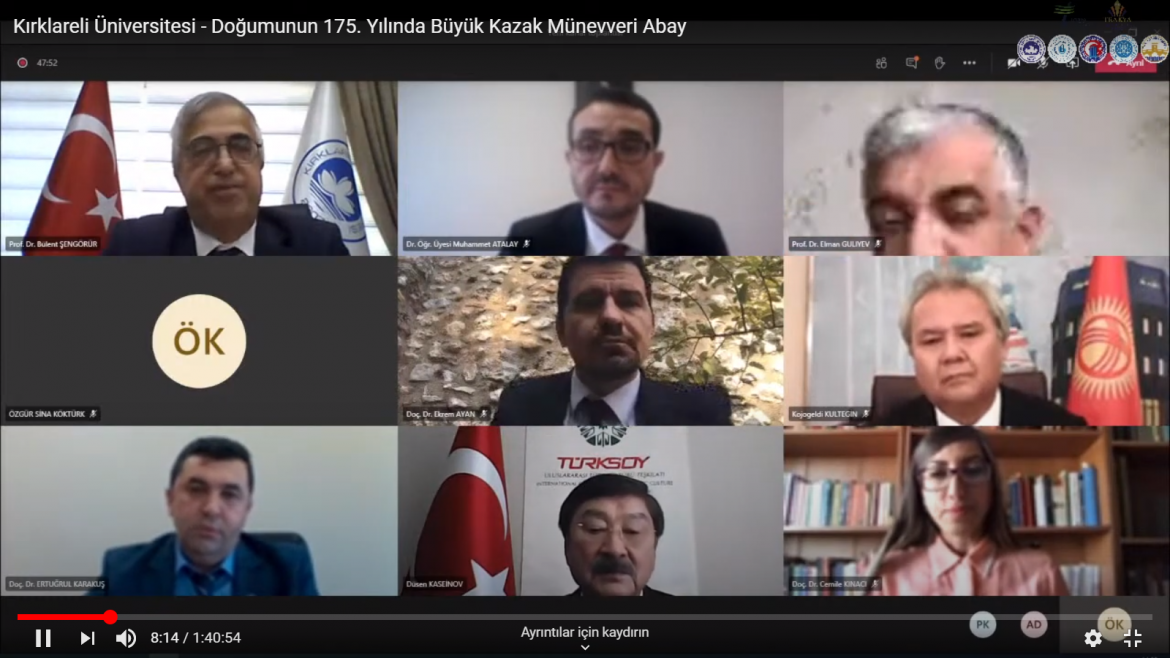 Kırklareli Üniversitesi - Doğumunun 175. Yılında Büyük Kazak Münevveri Abay
47:52
Ayrıl
KIRKLAR
Prof. Dr. Bülent ŞENGÖRÜR
Dr. Öğr. Üyesi Muhammet ATALAY
Prof. Dr. Elman GULIYEV
ÖK
ÖZGÜR SİNA KÖKTÜRK
Doç. Dr. Ekrem AYAN
Kojogeldi KULTEGIN
TÜRKSOY
Doç. Dr. ERTUĞRUL KARAKUŞ
Düsen KASEINOV
Doç. Dr. Cemile KINACI
8:14 / 1:40:54
Ayrıntılar için kaydırın
PK
AD
ÖK